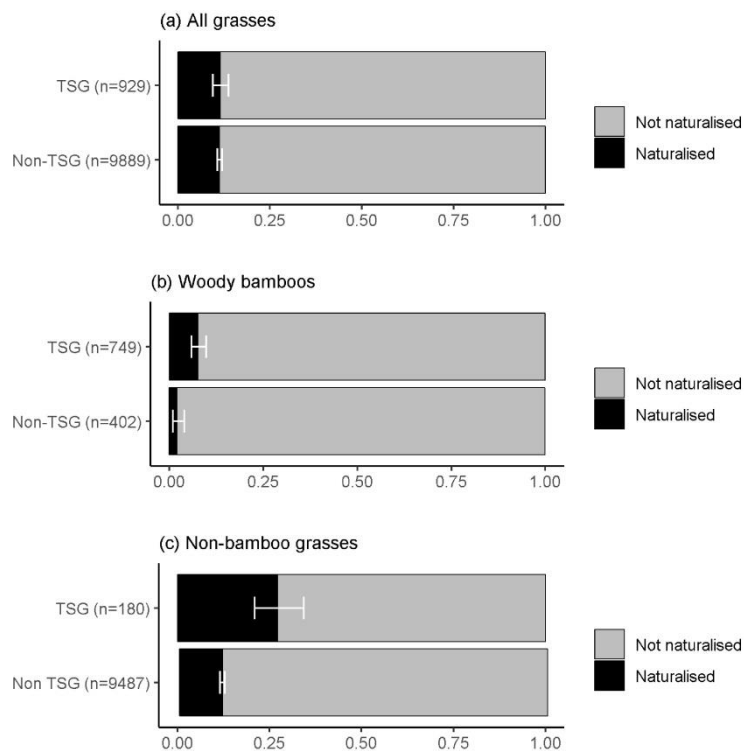 (a) All grasses
TSG (n=929)
Non-TSG (n=9889)
Not naturalised
Naturalised
0.00 0.25 0.50 0.75 1.00
(b) Woody bamboos
TSG (n=749)
Non-TSG (n=402)
Not naturalised
Naturalised
0.00 0.25 0.50 0.75 1.00
(c) Non-bamboo grasses
TSG (n=180)
Non TSG (n=9487)
Not naturalised
Naturalised
0.00 0.25 0.50 0.75 1.00